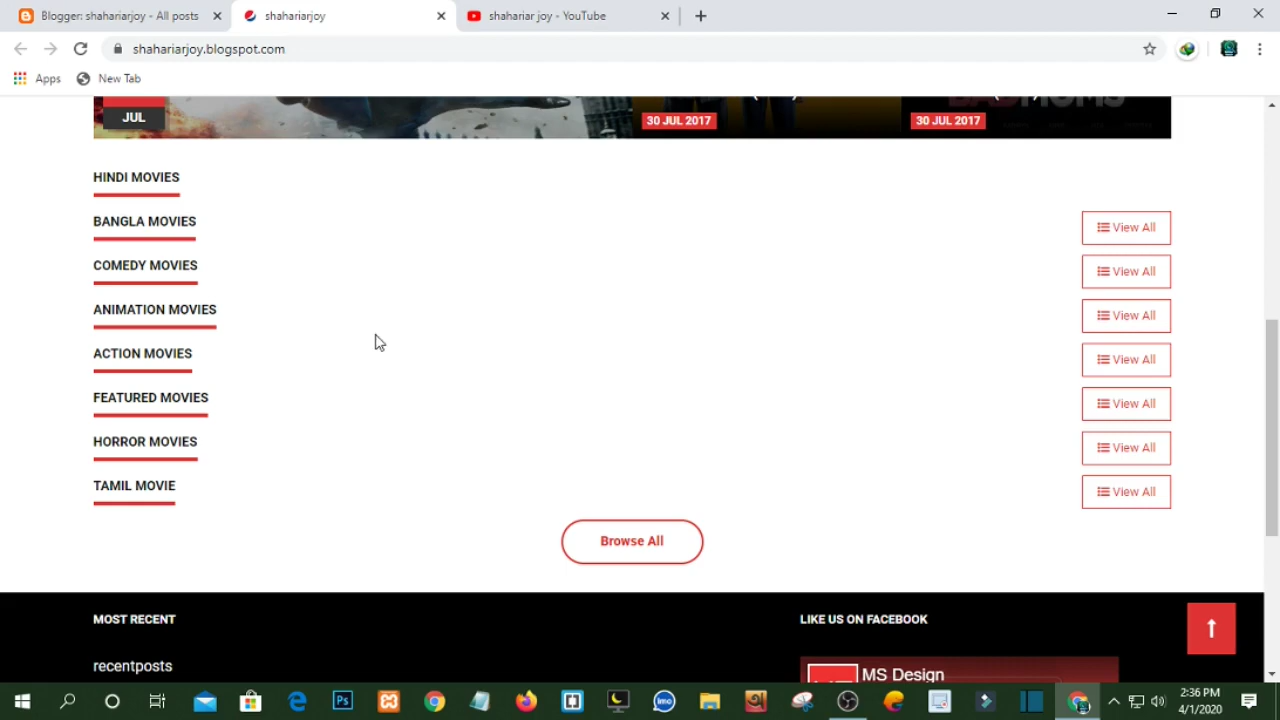 Blogger: shahariarjoy - All posts
shahariarjoy
shahariar joy - YouTube
shahariarjoy.blogspot.com
Apps
New Tab
JUL
30 JUL 2017
30 JUL 2017
HINDI MOVIES
BANGLA MOVIES
View All
COMEDY MOVIES
View All
ANIMATION MOVIES
View All
ACTION MOVIES
View All
FEATURED MOVIES
View All
HORROR MOVIES
View All
TAMIL MOVIE
View All
Browse All
MOST RECENT
LIKE US ON FACEBOOK
recentposts
MS Design
Ps
imo
2:36 PM
4/1/2020